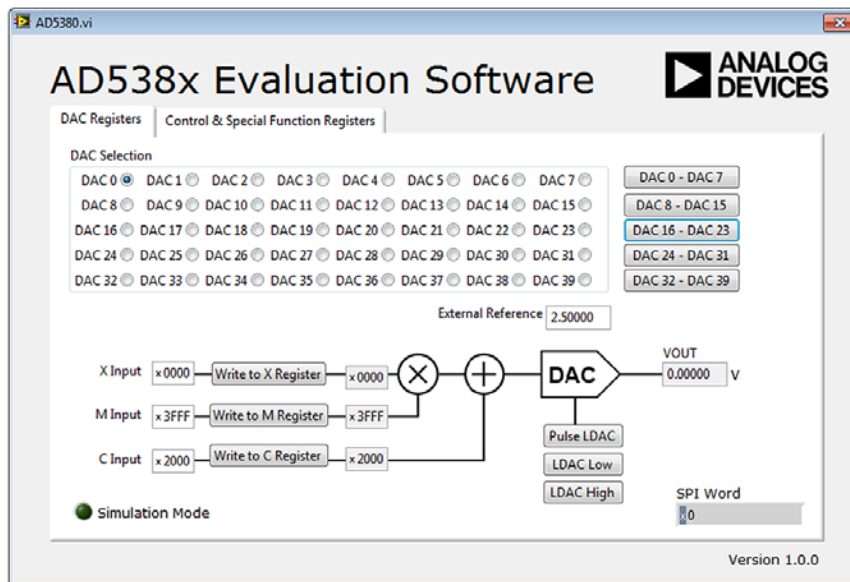 AD5380.vi
AD538x Evaluation Software
ANALOG
DEVICES
DAC Registers
Control & Special Function Registers
DAC Selection
DAC 0 DAC 1 DAC 2 DAC 3 DAC 4 DAC 5 DAC 6 DAC 7 DAC 0 - DAC 7
DAC 8 DAC 9 DAC 10 DAC 11 DAC 12 DAC 13 DAC 14 DAC 15 DAC 8 - DAC 15
DAC 16 DAC 17 DAC 18 DAC 19 DAC 20 DAC 21 DAC 22 DAC 23 DAC 16 - DAC 23
DAC 24 DAC 25 DAC 26 DAC 27 DAC 28 DAC 29 DAC 30 DAC 31 DAC 24 - DAC 31
DAC 32 DAC 33 DAC 34 DAC 35 DAC 36 DAC 37 DAC 38 DAC 39 DAC 32 - DAC 39
External Reference 2.50000
X Input x 0000 Write to X Register x 0000
M Input x 3FFF Write to M Register x 3FFF
C Input x 2000 Write to C Register x 2000
DAC
VOUT
0.00000 V
Pulse LDAC
LDAC Low
LDAC High
Simulation Mode
SPI Word
x 0
Version 1.0.0